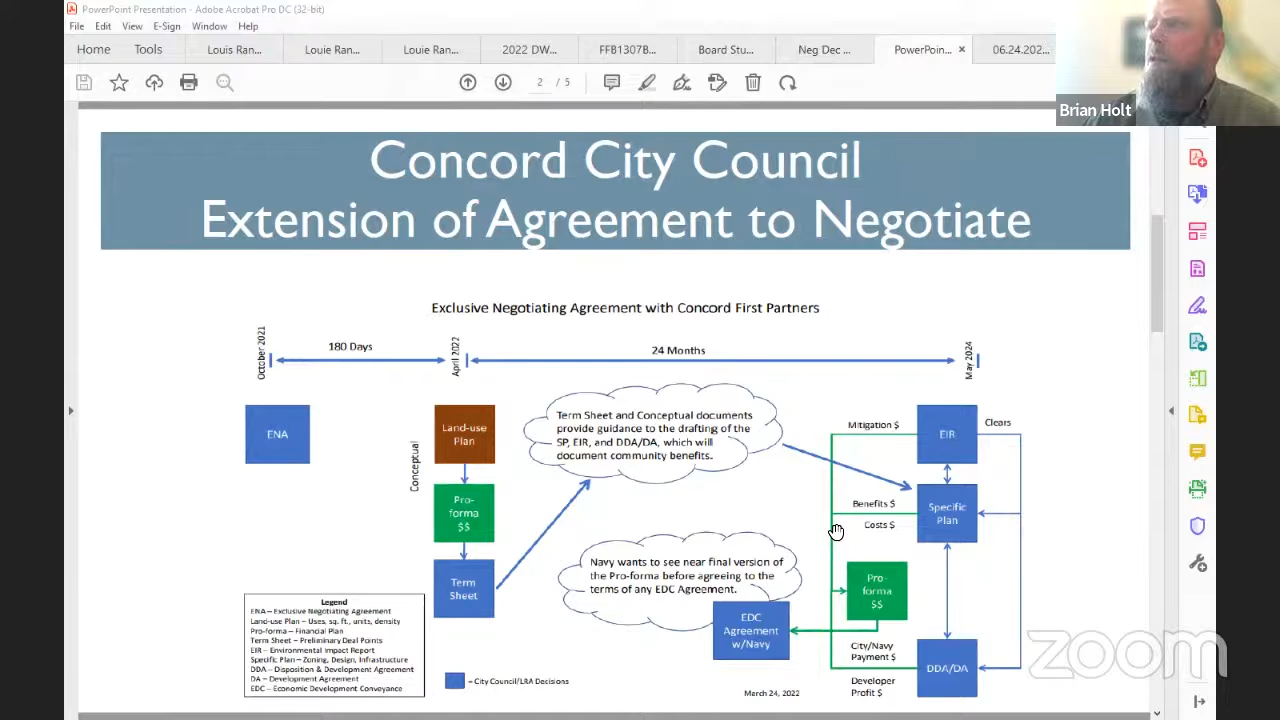 PowerPoint Presentation - Adobe Acrobat Pro DC (32-bit)
File Edit View E-Sign Window Help
Home Tools Louis Ran... Louie Ran... Louie Ran... 2022 DW... FFB1307B... Board Stu... Neg Dec ... PowerPoin... × 06.24.202...
2 / 5
Brian Holt
Concord City Council
Extension of Agreement to Negotiate
Exclusive Negotiating Agreement with Concord First Partners
October 2021
180 Days
April 2022
24 Months
May 2024
ENA
Conceptual
Land-use
Plan
Pro-
forma
$$
Term
Sheet
Term Sheet and Conceptual documents
provide guidance to the drafting of the
SP, EIR, and DDA/DA, which will
document community benefits.
Navy wants to see near final version of
the Pro-forma before agreeing to the
terms of any EDC Agreement.
EDC
Agreement
w/Navy
Mitigation $
EIR
Clears
Benefits $
Costs $
Specific
Plan
Pro-
forma
$$
City/Navy
Payment $
DDA/DA
Developer
Profit $
Legend
ENA – Exclusive Negotiating Agreement
Land-use Plan – Uses, sq. ft., units, density
Pro-forma – Financial Plan
Term Sheet – Preliminary Deal Points
EIR – Environmental Impact Report
Specific Plan – Zoning, Design, Infrastructure
DDA – Disposition & Development Agreement
DA – Development Agreement
EDC – Economic Development Conveyance
= City Council/LRA Decisions
March 24, 2022
zoom